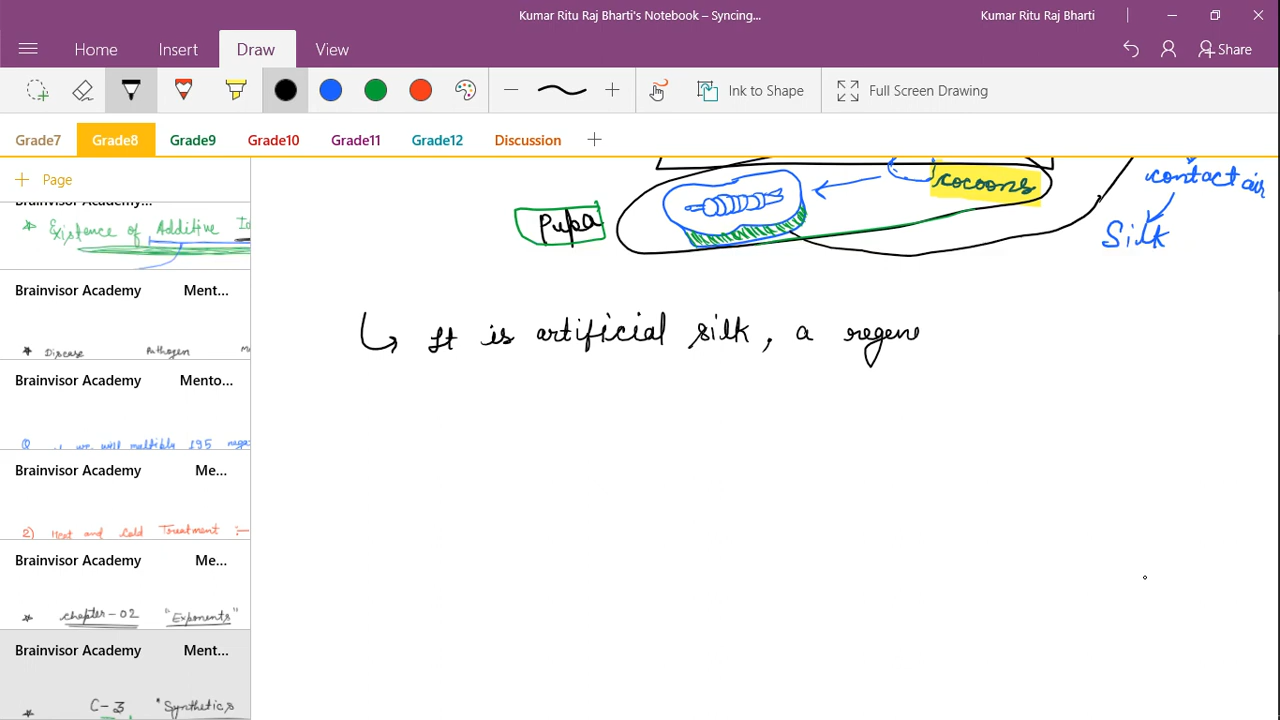 Kumar Ritu Raj Bharti's Notebook – Syncing...
Kumar Ritu Raj Bharti
Home Insert Draw View
Share
Ink to Shape
Full Screen Drawing
Grade7 Grade8 Grade9 Grade10 Grade11 Grade12 Discussion
Page
Brainvisor Academy...
Existence of Additive
Brainvisor Academy Ment...
Disease Pathogen
Brainvisor Academy Mento...
Q
Brainvisor Academy Me...
2) Heat and Cold Treatment :-
Brainvisor Academy Me...
Chapter-02 "Exponents"
Brainvisor Academy Ment...
C-3 "Synthetics
cocoons
contact air
Pupa
Silk
It is artificial silk, a regene